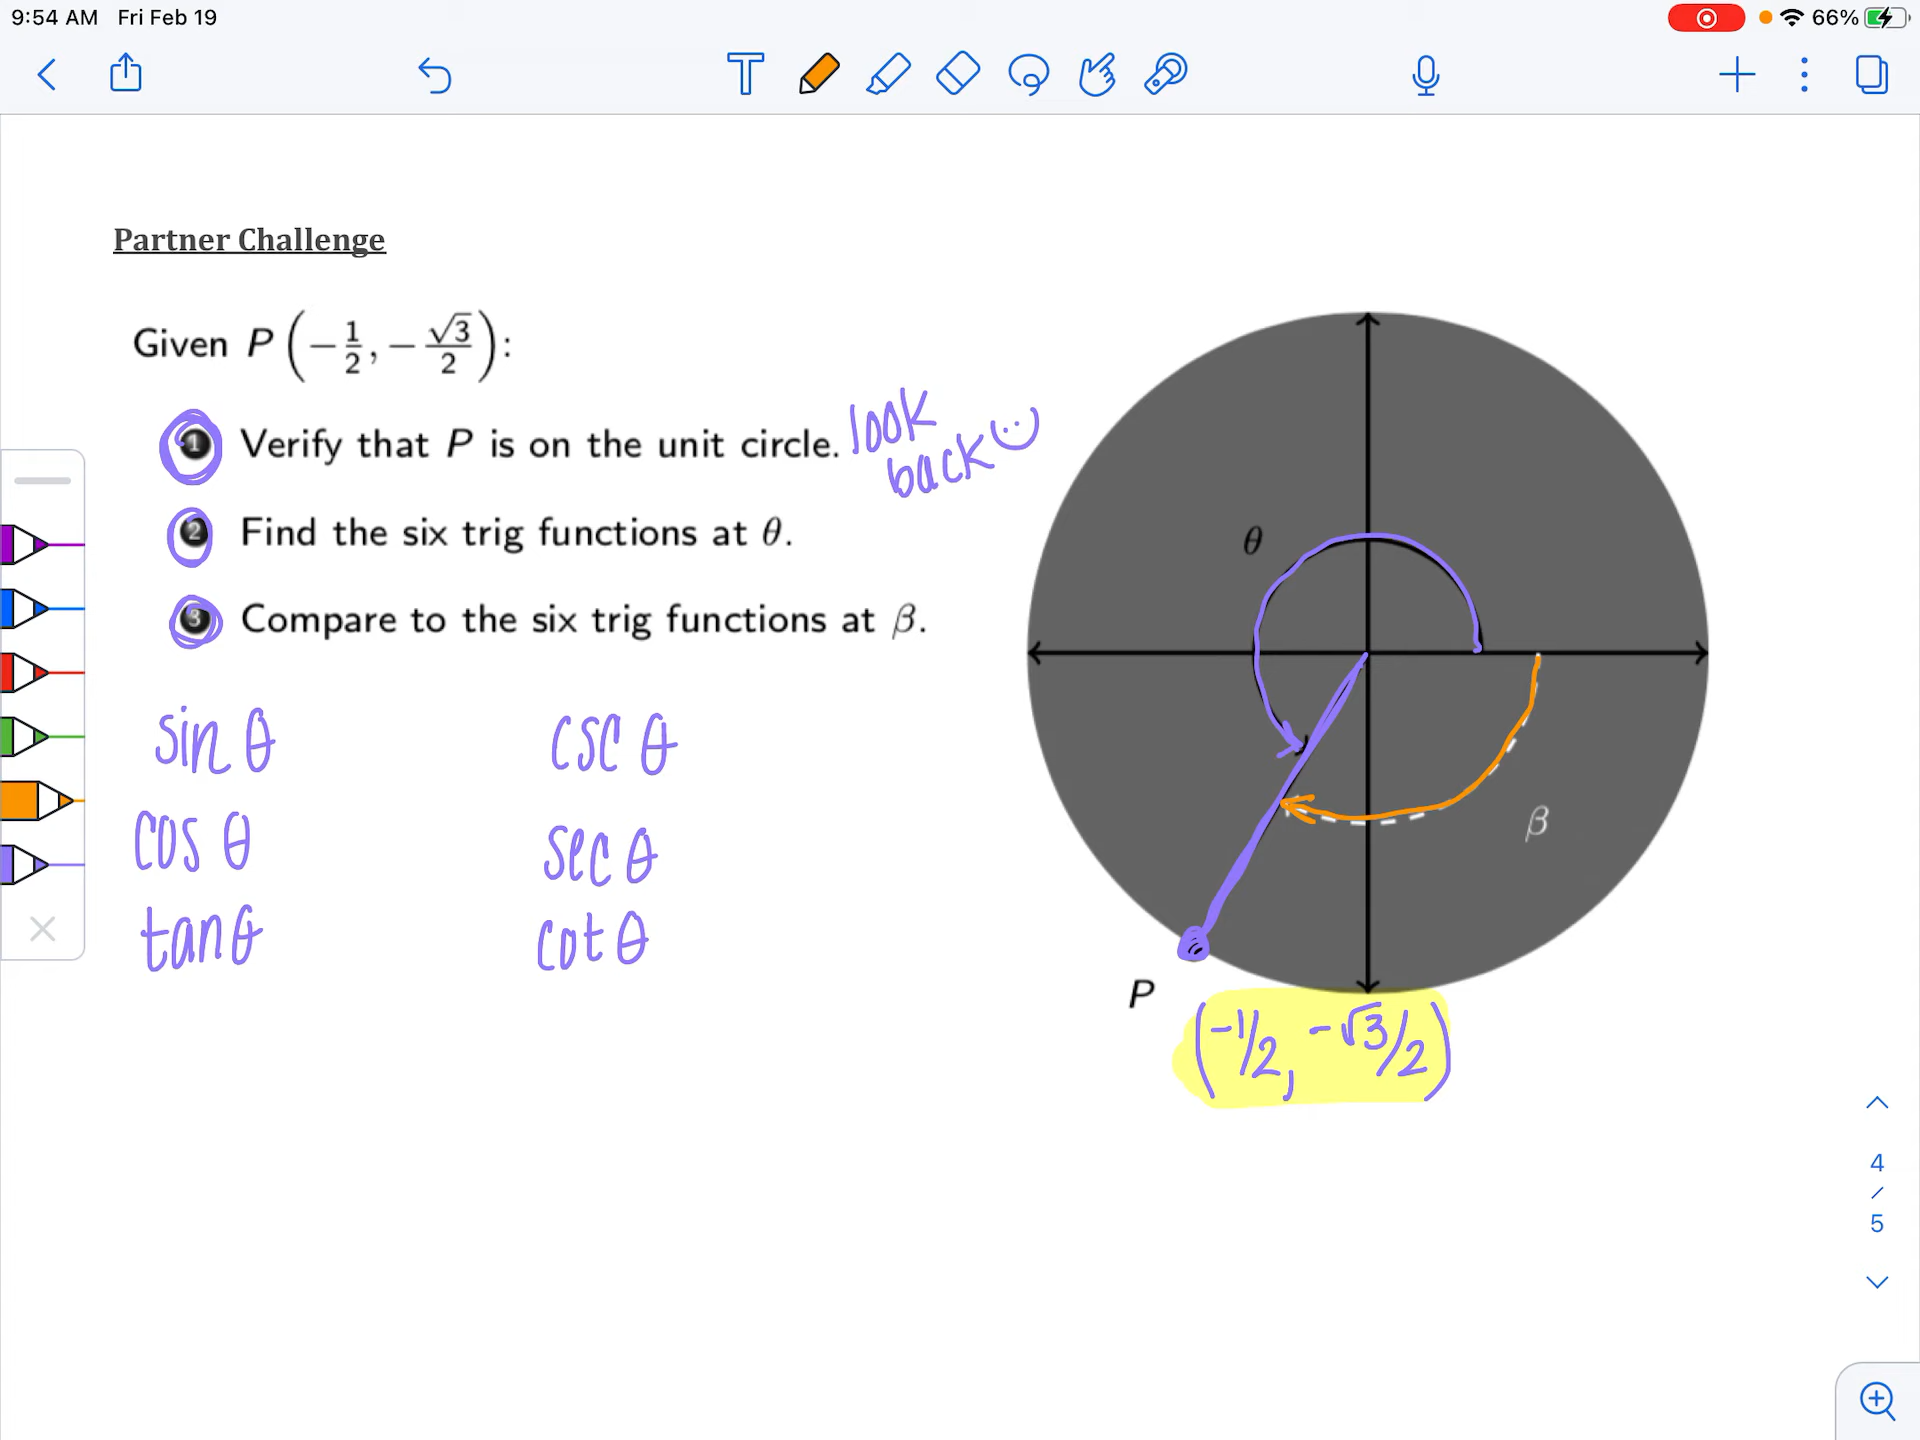 9:54 AM Fri Feb 19
66%
T
Partner Challenge
Given P (−1/2, −√3/2):
1 Verify that P is on the unit circle.
look
back
2 Find the six trig functions at θ.
3 Compare to the six trig functions at β.
θ
sin θ csc θ
cos θ sec θ
tan θ cot θ
β
P
(-1/2, -√3/2)
4
/
5